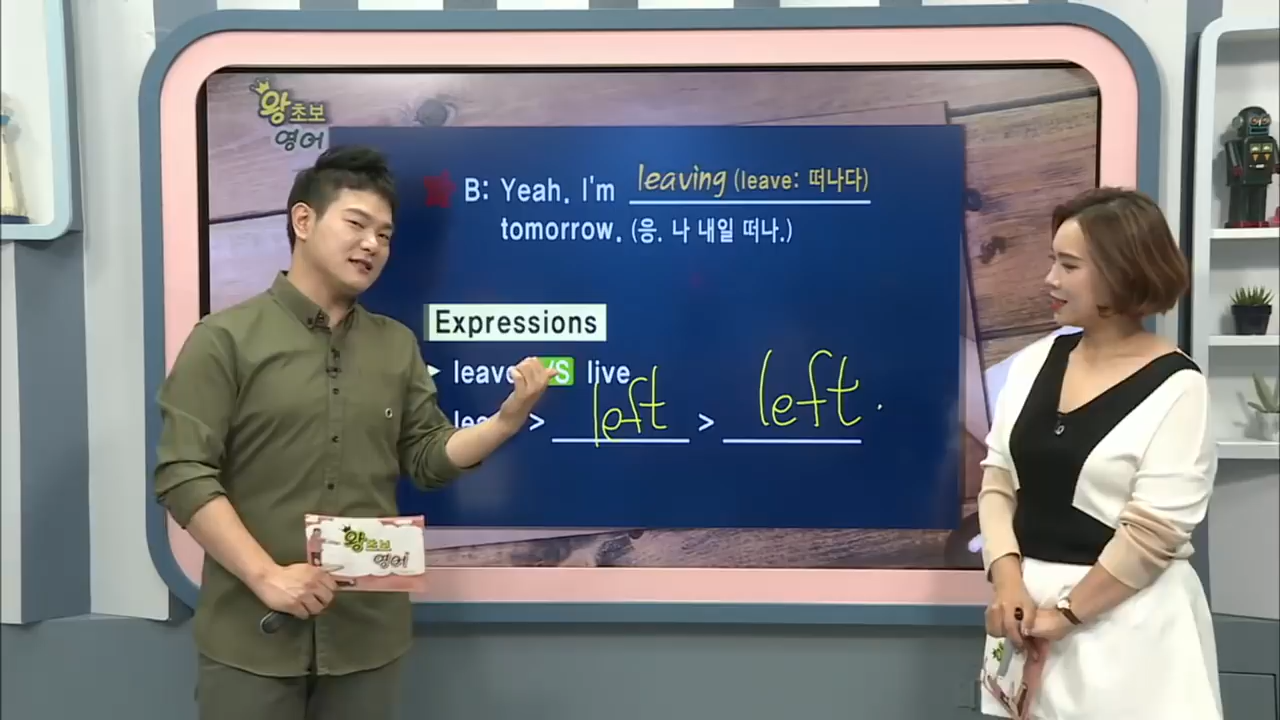 왕초보
영어
B: Yeah, I'm leaving (leave: 떠나다)
tomorrow. (응. 나 내일 떠나.)
Expressions
▶ leave VS live
> left > left.
왕초보
영어